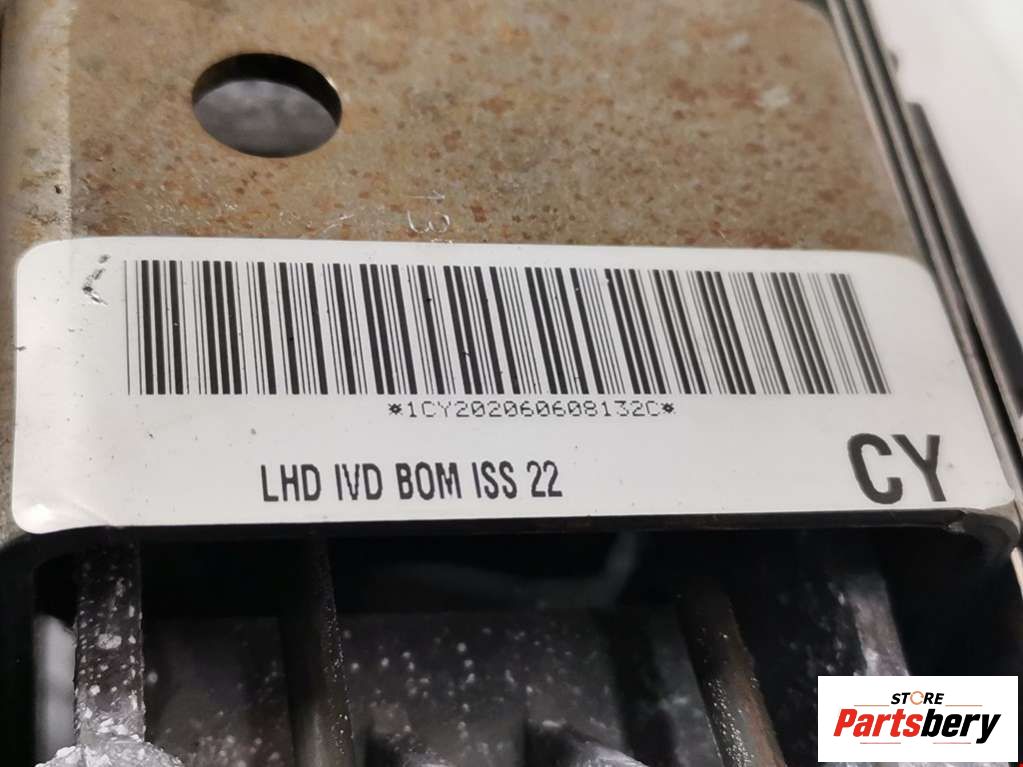 *1CY202060608132C*
LHD IVD BOM ISS 22
CY
STORE
Partsbery